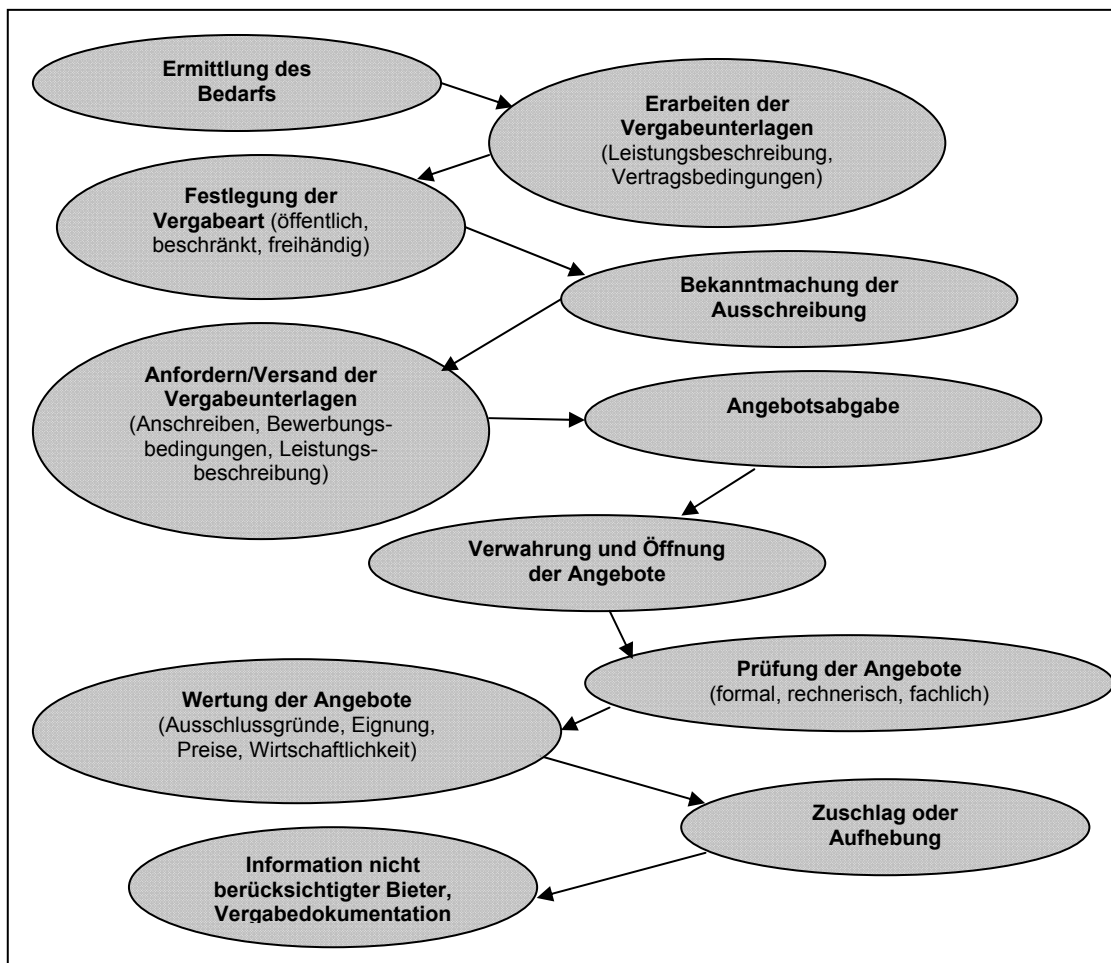 Ermittlung des
Bedarfs
Erarbeiten der
Vergabeunterlagen
(Leistungsbeschreibung,
Vertragsbedingungen)
Festlegung der
Vergabeart (öffentlich,
beschränkt, freihändig)
Bekanntmachung der
Ausschreibung
Anfordern/Versand der
Vergabeunterlagen
(Anschreiben, Bewerbungs-
bedingungen, Leistungs-
beschreibung)
Angebotsabgabe
Verwahrung und Öffnung
der Angebote
Prüfung der Angebote
(formal, rechnerisch, fachlich)
Wertung der Angebote
(Ausschlussgründe, Eignung,
Preise, Wirtschaftlichkeit)
Zuschlag oder
Aufhebung
Information nicht
berücksichtigter Bieter,
Vergabedokumentation